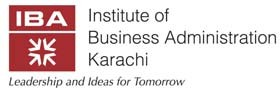 IBA
Institute of
Business Administration
Karachi
Leadership and Ideas for Tomorrow